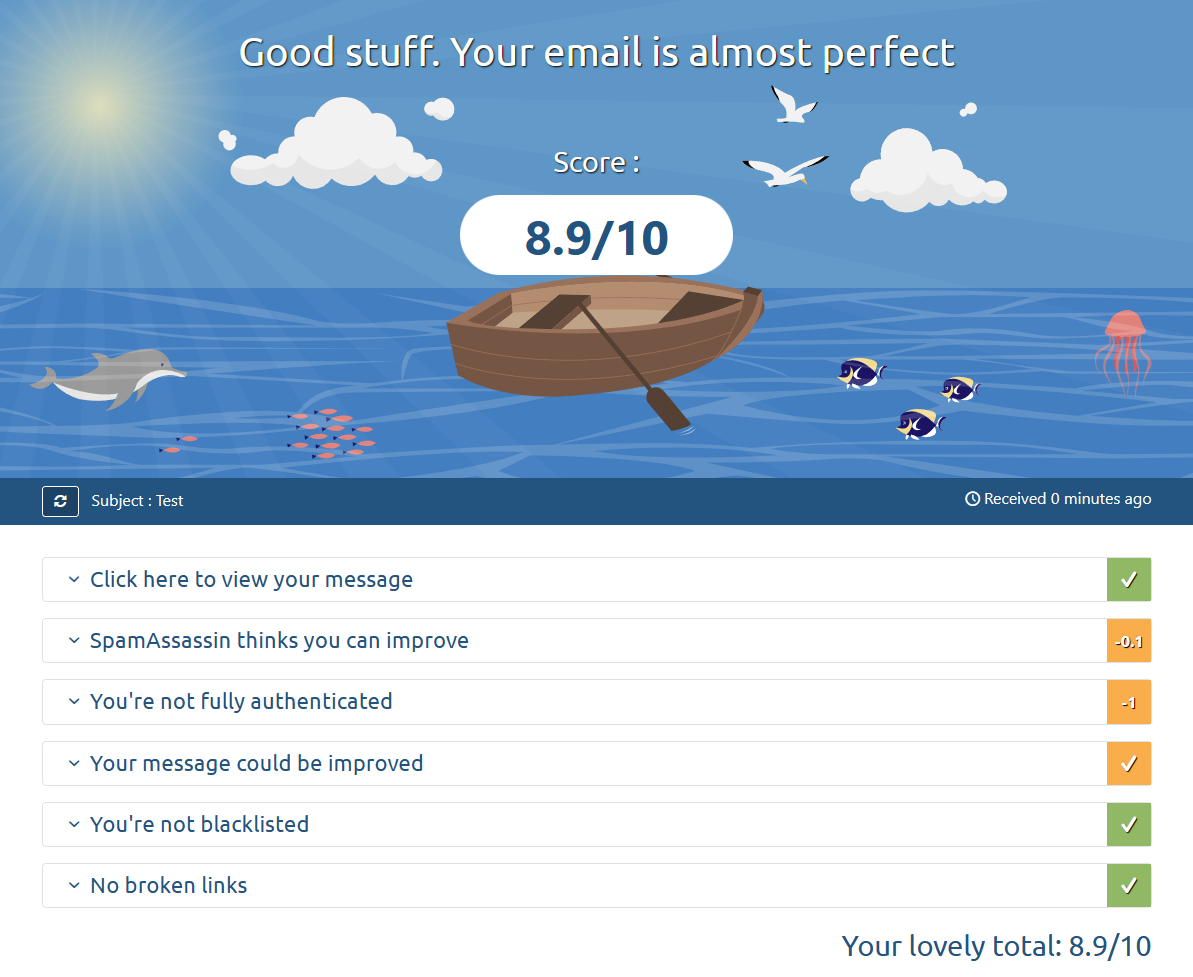 Good stuff. Your email is almost perfect
Score :
8.9/10
Subject : Test
Received 0 minutes ago
Click here to view your message
SpamAssassin thinks you can improve
-0.1
You're not fully authenticated
-1
Your message could be improved
You're not blacklisted
No broken links
Your lovely total: 8.9/10